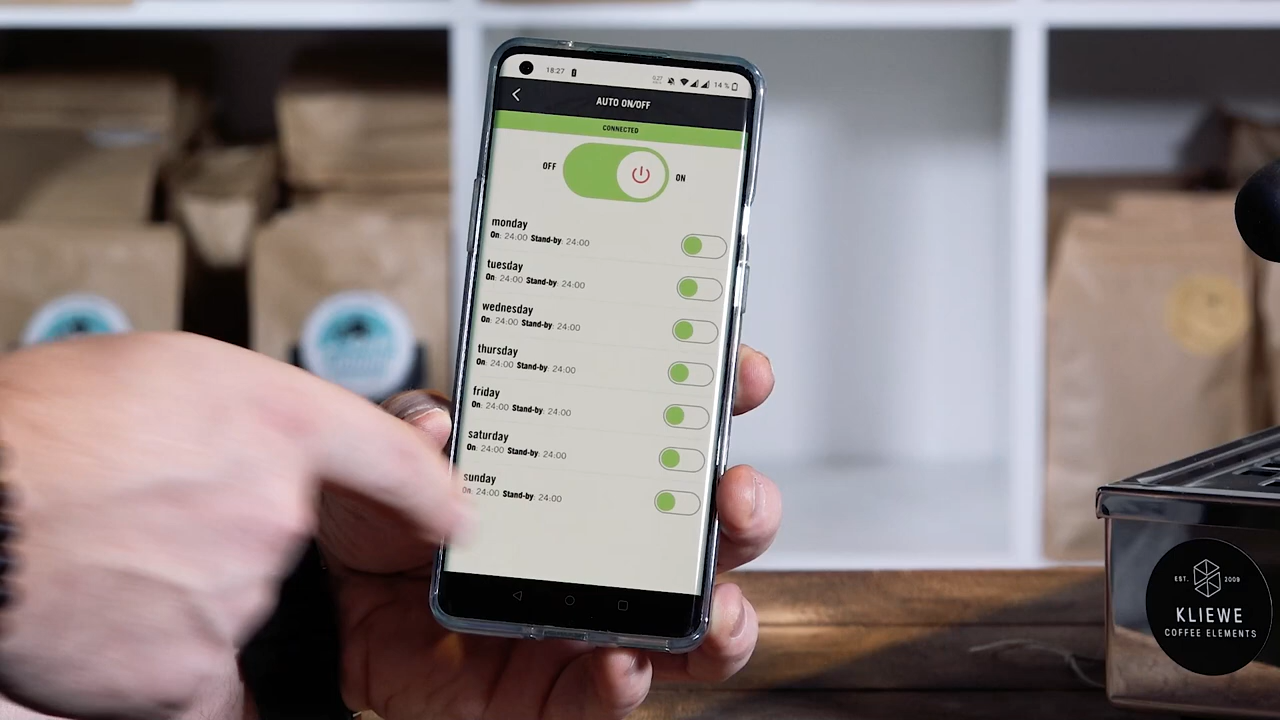 18:27
14 %
AUTO ON/OFF
CONNECTED
OFF
ON
monday
On: 24:00 Stand-by: 24:00
tuesday
On: 24:00 Stand-by: 24:00
wednesday
On: 24:00 Stand-by: 24:00
thursday
On: 24:00 Stand-by: 24:00
friday
On: 24:00 Stand-by: 24:00
saturday
On: 24:00 Stand-by: 24:00
sunday
On: 24:00 Stand-by: 24:00
EST. 2009
KLIEWE
COFFEE ELEMENTS